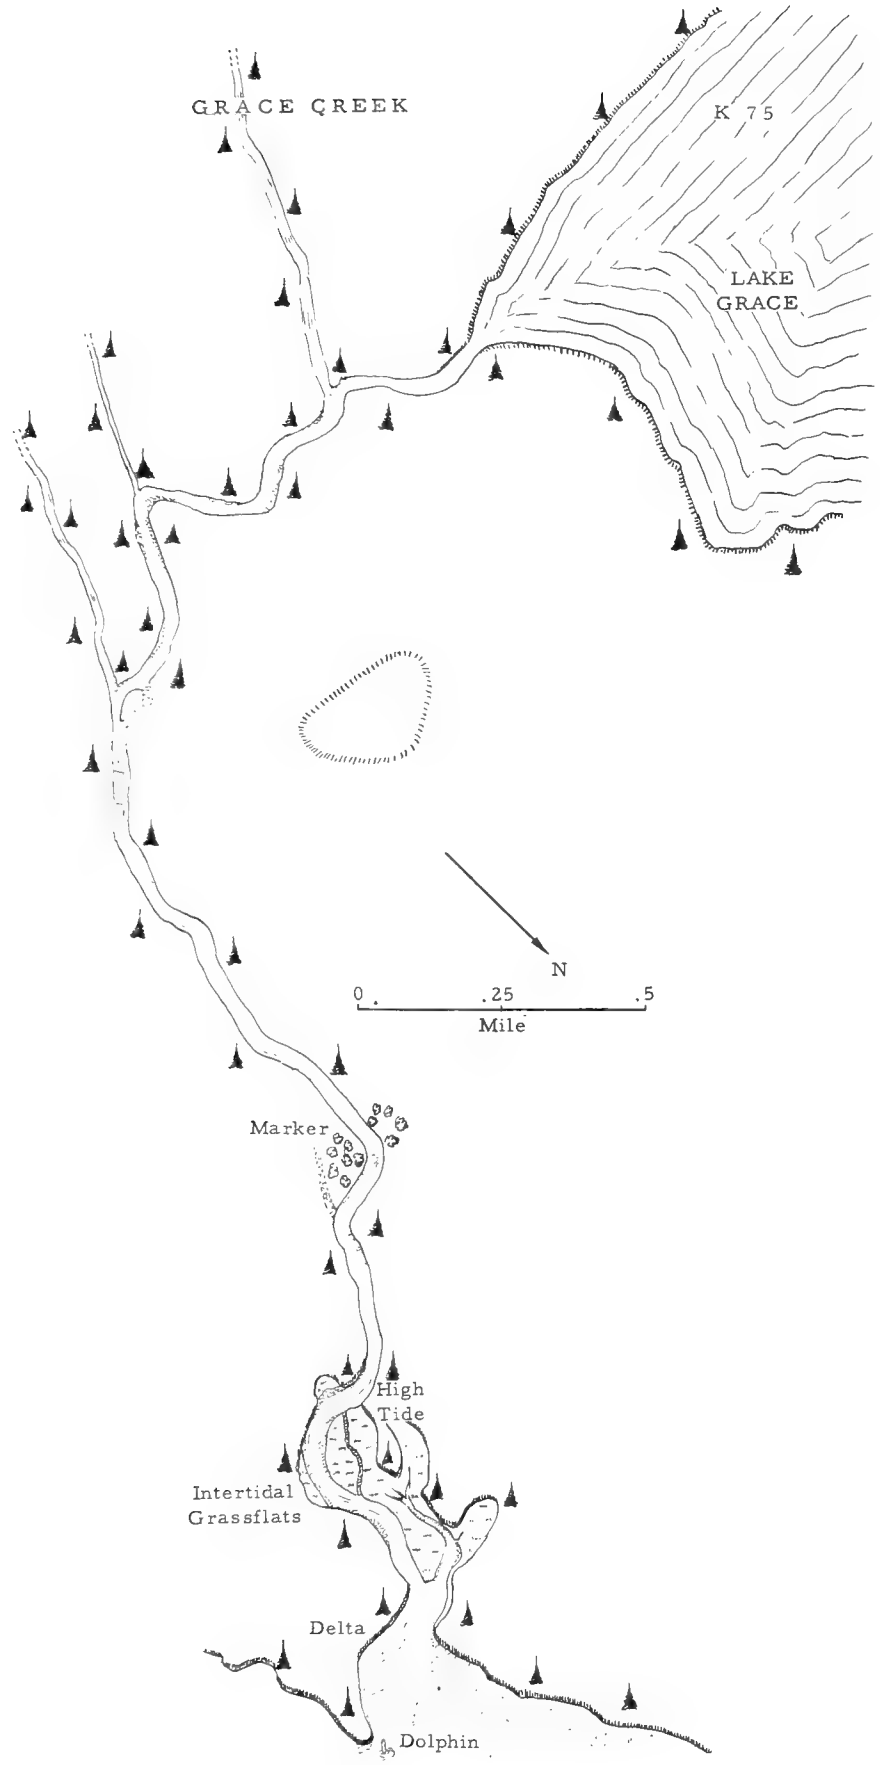 GRACE CREEK
K 75
LAKE
GRACE
N
0 .25 .5
Mile
Marker
High
Tide
Intertidal
Grassflats
Delta
Dolphin